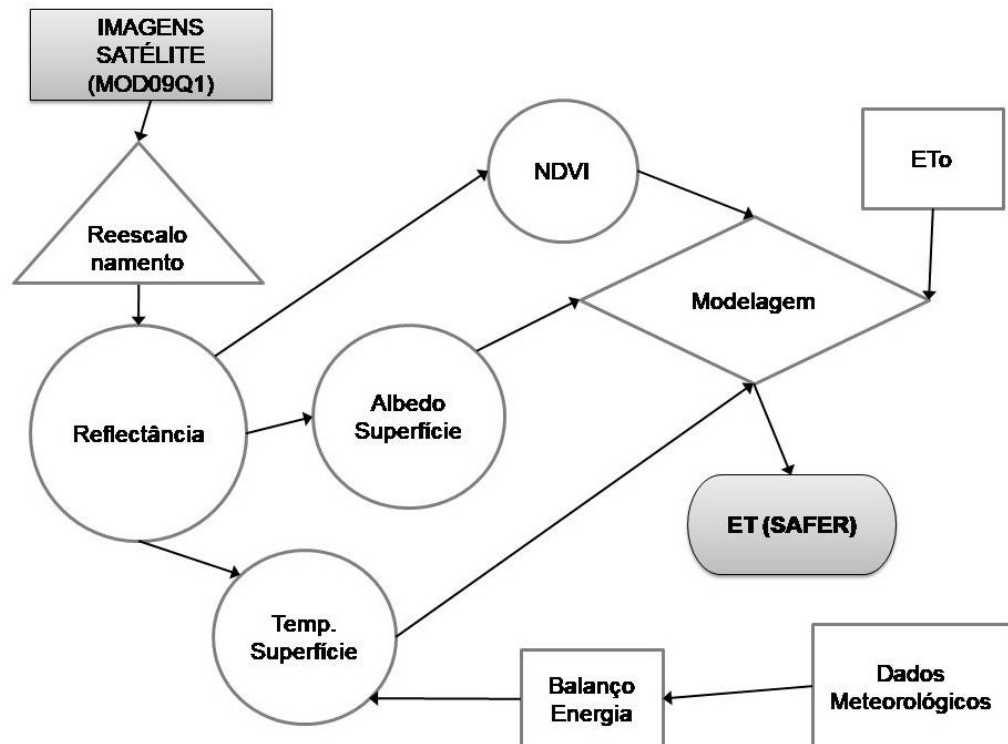 IMAGENS
SATÉLITE
(MOD09Q1)
NDVI
ETo
Reescalo
namento
Modelagem
Reflectância
Albedo
Superfície
ET (SAFER)
Temp.
Superfície
Balanço
Energia
Dados
Meteorológicos